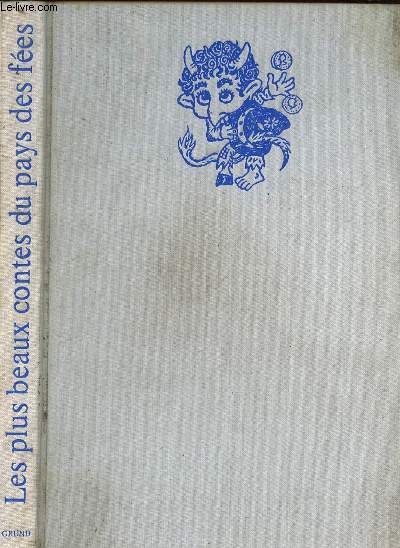 Le-livre.com
Les plus beaux contes du pays des fées
GRÜND